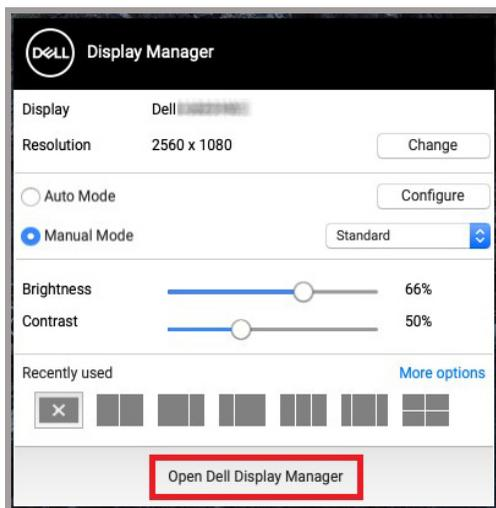 DELL Display Manager
Display Dell
Resolution 2560 x 1080 Change
Auto Mode Configure
Manual Mode Standard
Brightness 66%
Contrast 50%
Recently used More options
Open Dell Display Manager